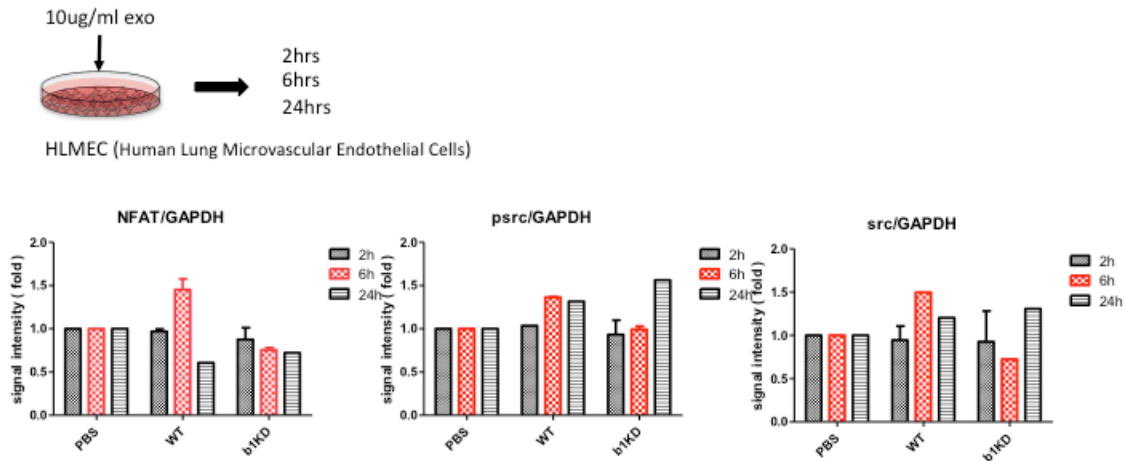 10ug/ml exo
2hrs
6hrs
24hrs
HLMEC (Human Lung Microvascular Endothelial Cells)
NFAT/GAPDH
signal intensity ( fold)
2.0
1.5
1.0
0.5
0.0
PBS
WT
b1KD
2h
6h
24h
psrc/GAPDH
signal intensity ( fold )
2.0
1.5
1.0
0.5
0.0
PBS
WT
b1KD
2h
6h
24h
src/GAPDH
signal intensity ( fold )
2.0
1.5
1.0
0.5
0.0
PBS
WT
b1KD
2h
6h
24h